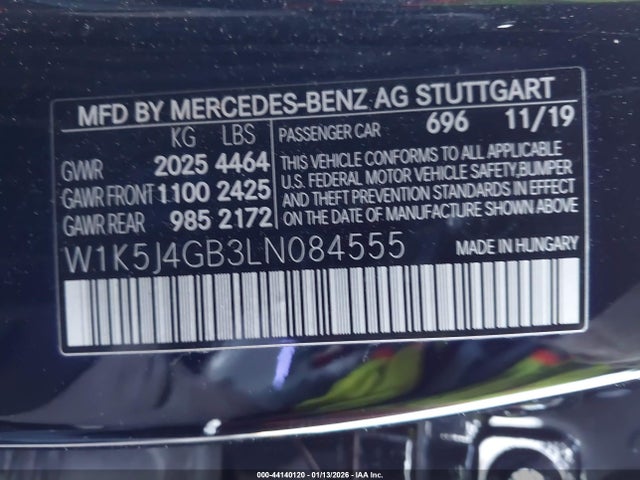 MFD BY MERCEDES-BENZ AG STUTTGART
KG LBS
GVWR 2025 4464
GAWR FRONT 1100 2425
GAWR REAR 985 2172
PASSENGER CAR 696 11/19
THIS VEHICLE CONFORMS TO ALL APPLICABLE
U.S. FEDERAL MOTOR VEHICLE SAFETY,BUMPER
AND THEFT PREVENTION STANDARDS IN EFFECT
ON THE DATE OF MANUFACTURE SHOWN ABOVE.
W1K5J4GB3LN084555 MADE IN HUNGARY
000-44140120 - 01/13/2026 - IAA Inc.